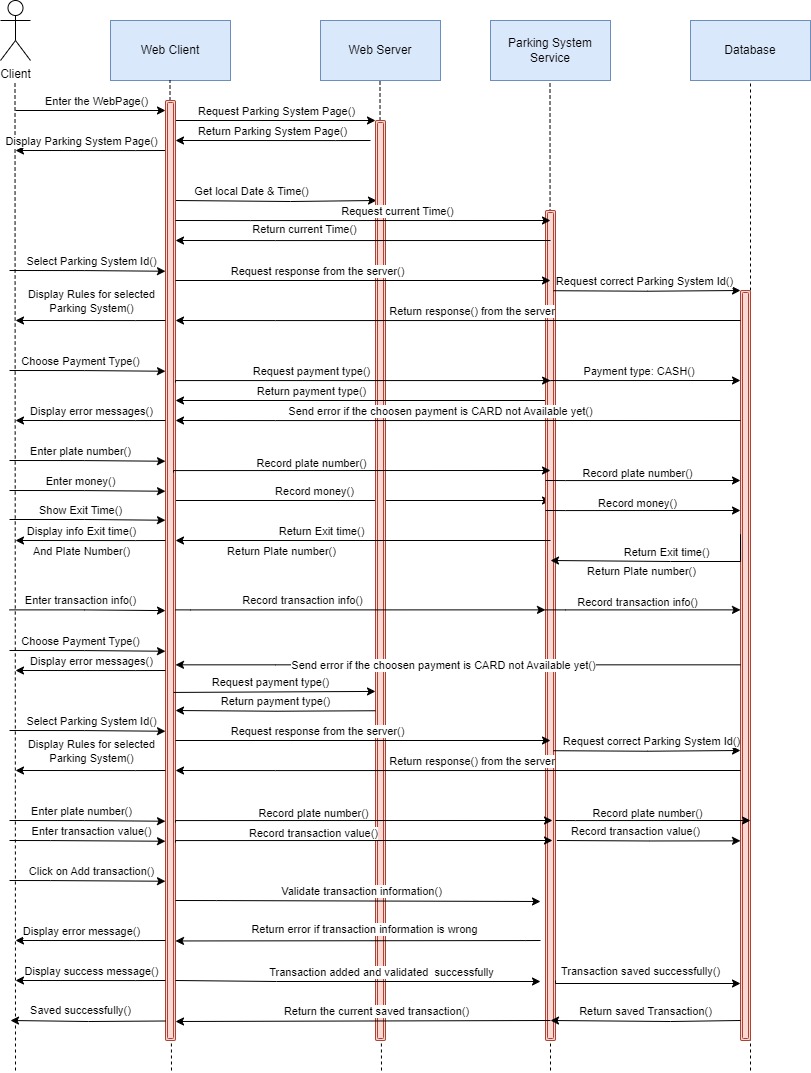 Client
Web Client
Web Server
Parking System
Service
Database
Enter the WebPage()
Request Parking System Page()
Return Parking System Page()
Display Parking System Page()
Get local Date & Time()
Request current Time()
Return current Time()
Select Parking System Id()
Request response from the server()
Request correct Parking System Id()
Display Rules for selected
Parking System()
Return response() from the server
Choose Payment Type()
Request payment type()
Payment type: CASH()
Return payment type()
Display error messages()
Send error if the choosen payment is CARD not Available yet()
Enter plate number()
Record plate number()
Record plate number()
Enter money()
Record money()
Record money()
Show Exit Time()
Display info Exit time()
Return Exit time()
And Plate Number()
Return Plate number()
Return Exit time()
Return Plate number()
Enter transaction info()
Record transaction info()
Record transaction info()
Choose Payment Type()
Display error messages()
Send error if the choosen payment is CARD not Available yet()
Request payment type()
Return payment type()
Select Parking System Id()
Request response from the server()
Request correct Parking System Id()
Display Rules for selected
Parking System()
Return response() from the server
Enter plate number()
Record plate number()
Record plate number()
Enter transaction value()
Record transaction value()
Record transaction value()
Click on Add transaction()
Validate transaction information()
Display error message()
Return error if transaction information is wrong
Display success message()
Transaction added and validated successfully
Transaction saved successfully()
Saved successfully()
Return the current saved transaction()
Return saved Transaction()